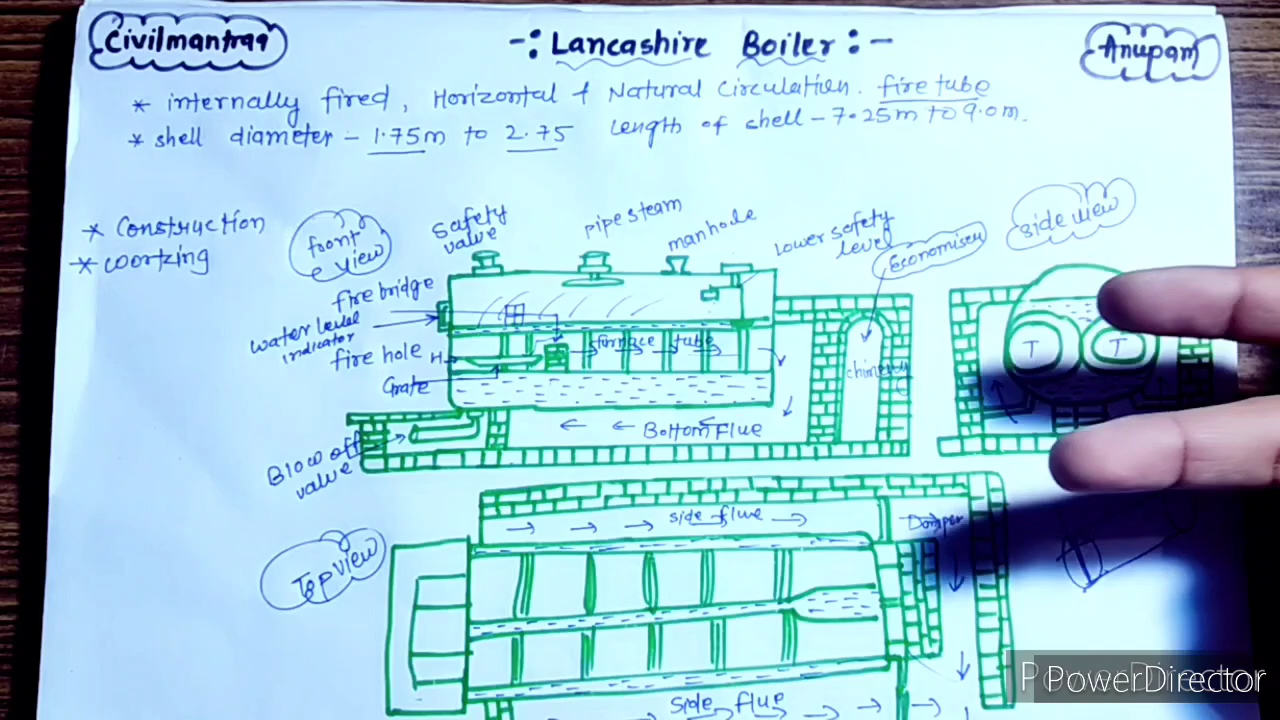 Civilmantraa
-: Lancashire Boiler :-
Anupam
* internally fired, Horizontal & Natural Circulation. fire tube
* shell diameter - 1.75m to 2.75 Length of shell - 7.25m to 9.0m.
* Construction
* Working
front view
safety valve
pipe steam
manhole
Lower safety level
Economiser
side view
fire bridge
water level indicator
fire hole
Grate
furnace tube
T
T
chimeny
Bottom flue
Blow off valve
Top view
side flue
Damper
side flue
PowerDirector